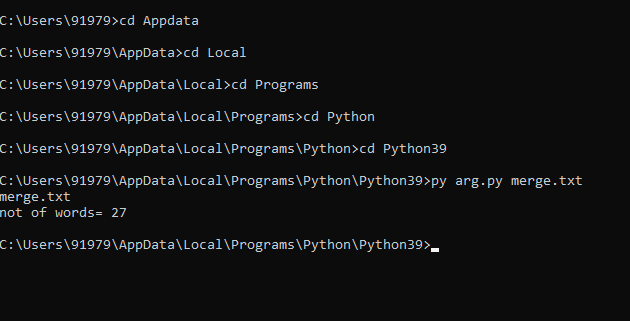 C:\Users\91979>cd Appdata
C:\Users\91979\AppData>cd Local
C:\Users\91979\AppData\Local>cd Programs
C:\Users\91979\AppData\Local\Programs>cd Python
C:\Users\91979\AppData\Local\Programs\Python>cd Python39
C:\Users\91979\AppData\Local\Programs\Python\Python39>py arg.py merge.txt
merge.txt
not of words= 27
C:\Users\91979\AppData\Local\Programs\Python\Python39>